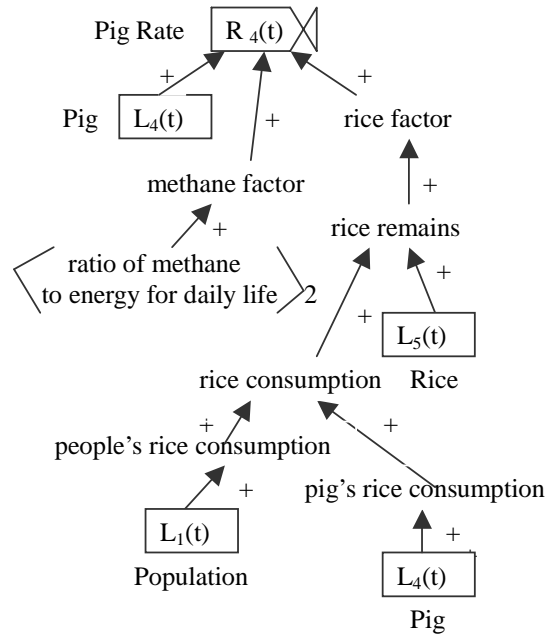 Pig Rate R ₄(t)
+ + +
Pig L₄(t)
rice factor
methane factor
+
+
rice remains
ratio of methane
to energy for daily life 2
+
+
L₅(t)
rice consumption Rice
+
people's rice consumption
+
+
pig's rice consumption
L₁(t)
+
Population
L₄(t)
Pig